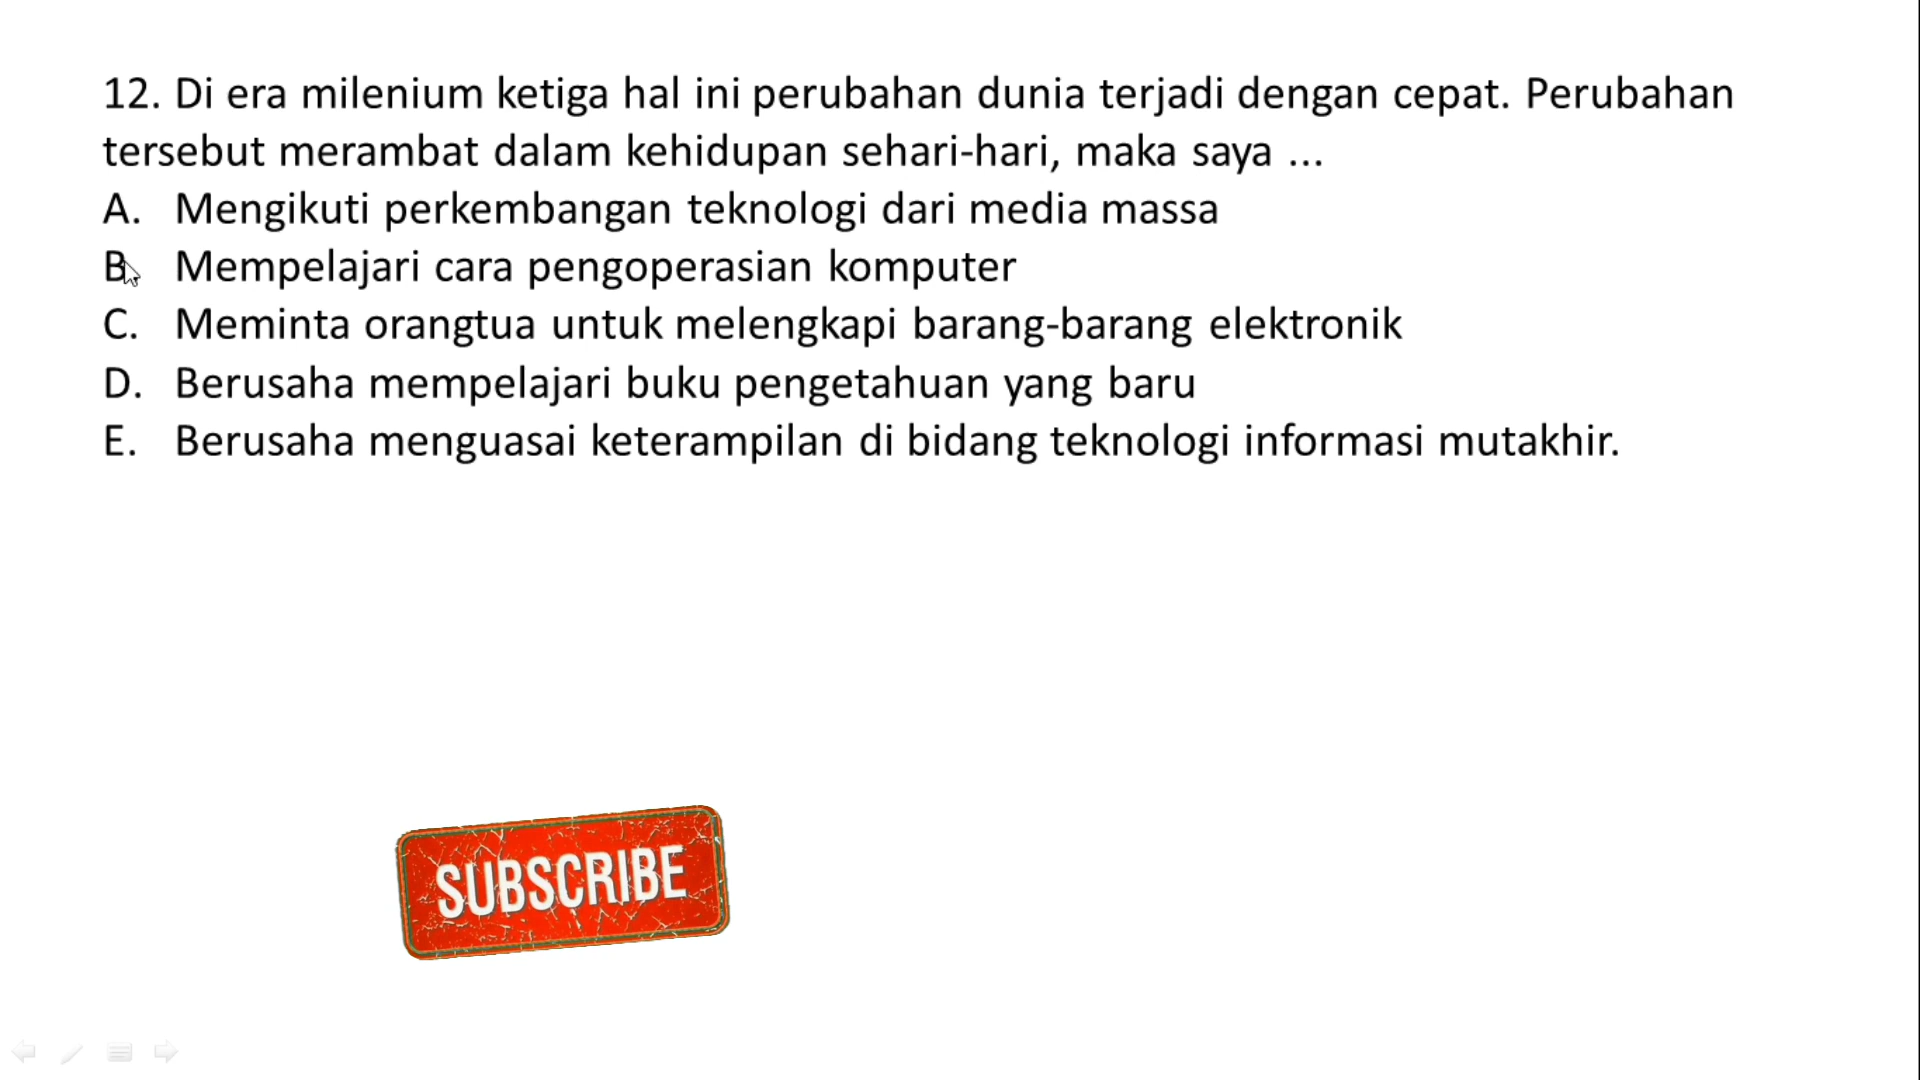 12. Di era milenium ketiga hal ini perubahan dunia terjadi dengan cepat. Perubahan
tersebut merambat dalam kehidupan sehari-hari, maka saya ...
A. Mengikuti perkembangan teknologi dari media massa
B. Mempelajari cara pengoperasian komputer
C. Meminta orangtua untuk melengkapi barang-barang elektronik
D. Berusaha mempelajari buku pengetahuan yang baru
E. Berusaha menguasai keterampilan di bidang teknologi informasi mutakhir.
SUBSCRIBE